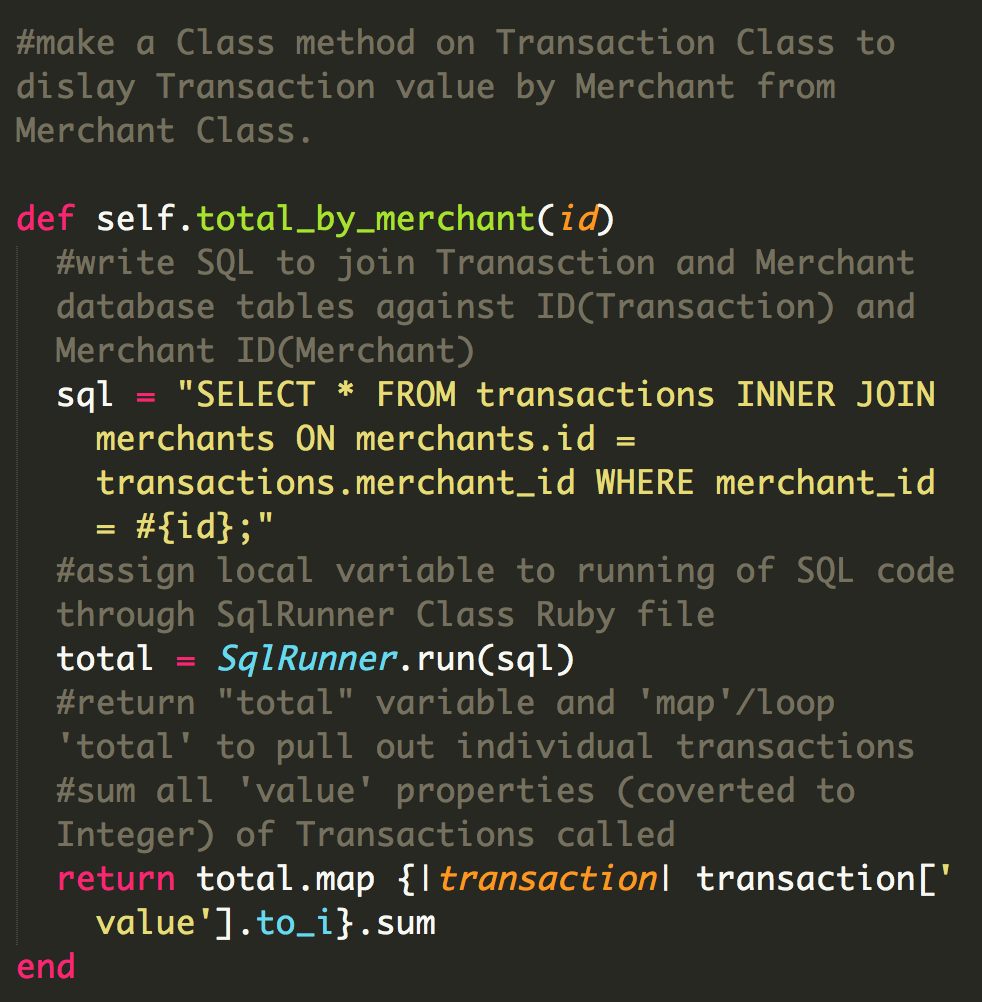 #make a Class method on Transaction Class to
dislay Transaction value by Merchant from
Merchant Class.
def self.total_by_merchant(id)
#write SQL to join Tranasction and Merchant
database tables against ID(Transaction) and
Merchant ID(Merchant)
sql = "SELECT * FROM transactions INNER JOIN
merchants ON merchants.id =
transactions.merchant_id WHERE merchant_id
= #{id};"
#assign local variable to running of SQL code
through SqlRunner Class Ruby file
total = SqlRunner.run(sql)
#return "total" variable and 'map'/loop
'total' to pull out individual transactions
#sum all 'value' properties (coverted to
Integer) of Transactions called
return total.map {|transaction| transaction['
value'].to_i}.sum
end